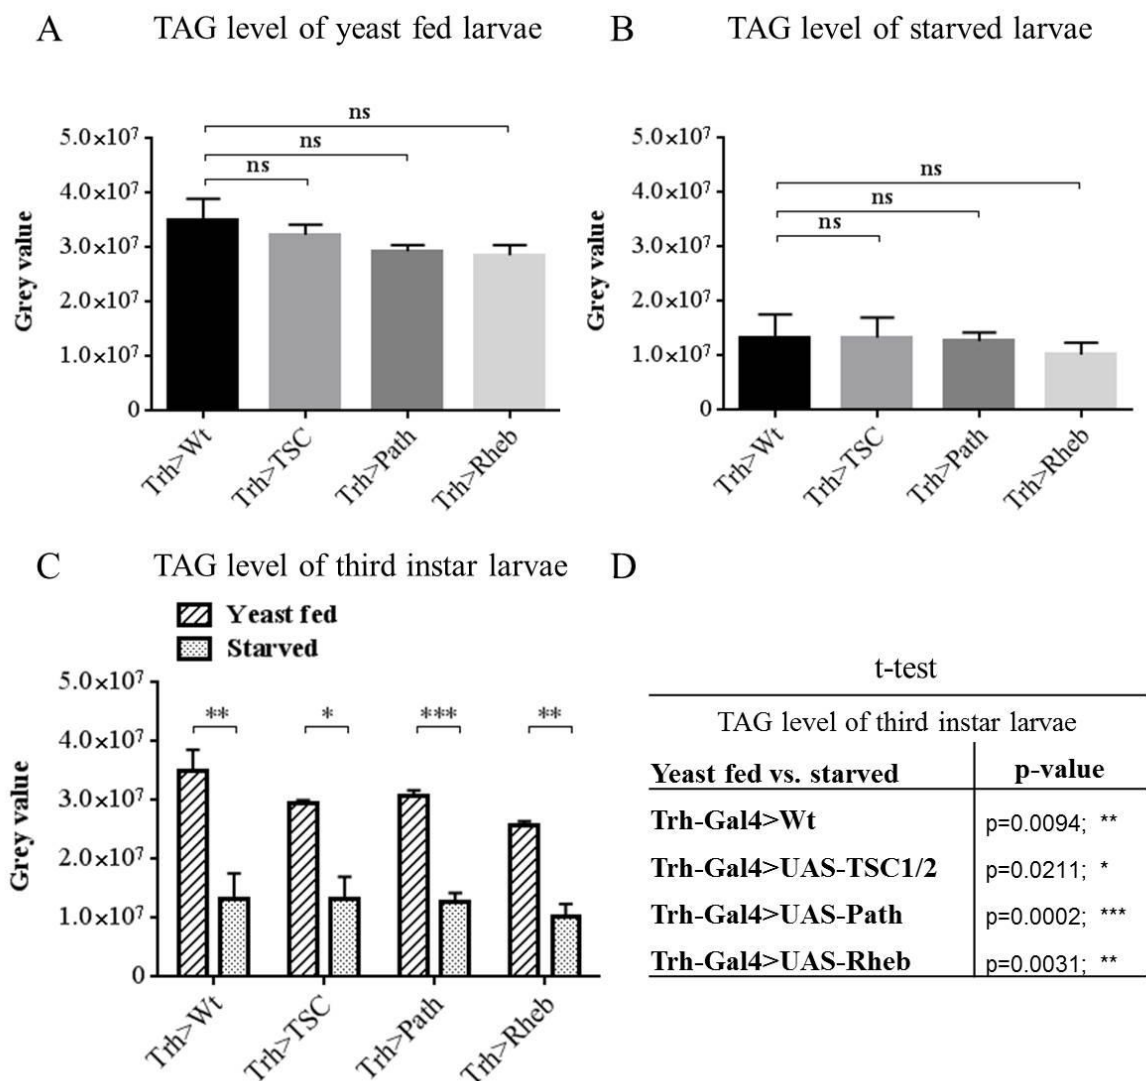 A TAG level of yeast fed larvae
ns
ns
ns
5.0×10⁷
4.0×10⁷
3.0×10⁷
2.0×10⁷
1.0×10⁷
0
Grey value
Trh>Wt
Trh>TSC
Trh>Path
Trh>Rheb
B TAG level of starved larvae
5.0×10⁷
4.0×10⁷
3.0×10⁷
2.0×10⁷
1.0×10⁷
0
ns
ns
ns
Grey value
Trh>Wt
Trh>TSC
Trh>Path
Trh>Rheb
C TAG level of third instar larvae
Yeast fed
Starved
5.0×10⁷
4.0×10⁷
3.0×10⁷
2.0×10⁷
1.0×10⁷
0
** * *** **
Grey value
Trh>Wt
Trh>TSC
Trh>Path
Trh>Rheb
D
t-test
TAG level of third instar larvae
Yeast fed vs. starved p-value
Trh-Gal4>Wt p=0.0094; **
Trh-Gal4>UAS-TSC1/2 p=0.0211; *
Trh-Gal4>UAS-Path p=0.0002; ***
Trh-Gal4>UAS-Rheb p=0.0031; **